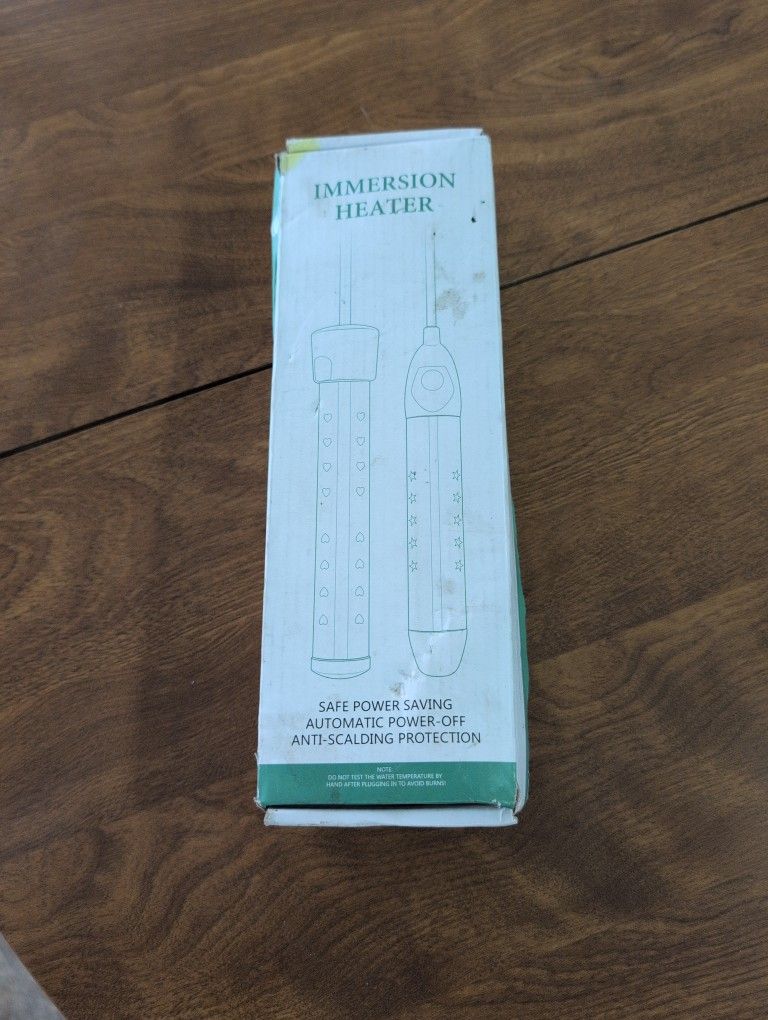 IMMERSION
HEATER
SAFE POWER SAVING
AUTOMATIC POWER-OFF
ANTI-SCALDING PROTECTION
NOTE:
DO NOT TEST THE WATER TEMPERATURE BY
HAND AFTER PLUGGING IN TO AVOID BURNS!